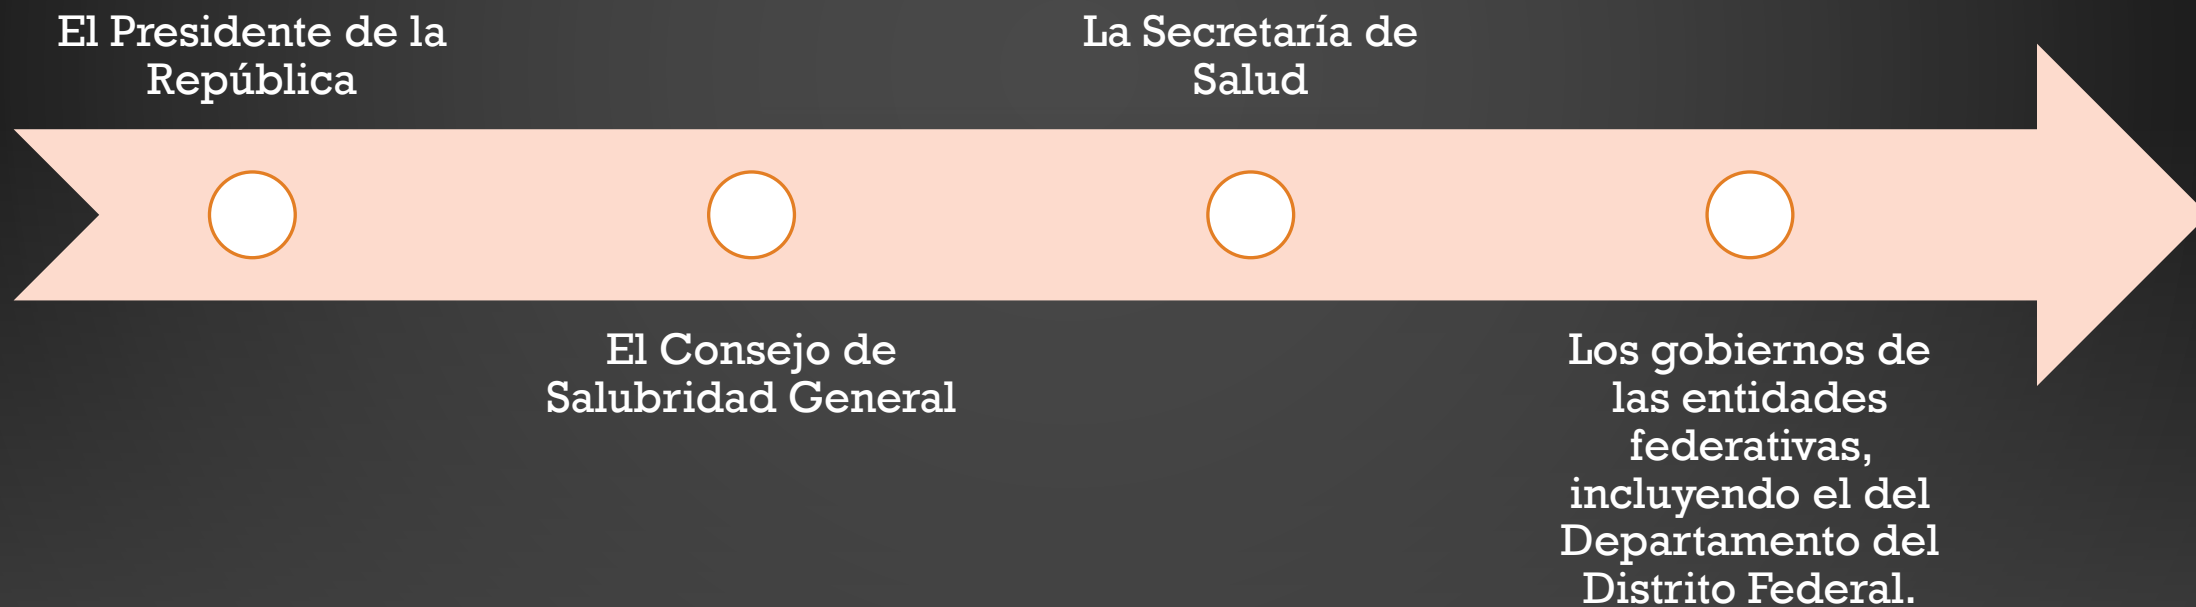 El Presidente de la
República
El Consejo de
Salubridad General
La Secretaría de
Salud
Los gobiernos de
las entidades
federativas,
incluyendo el del
Departamento del
Distrito Federal.